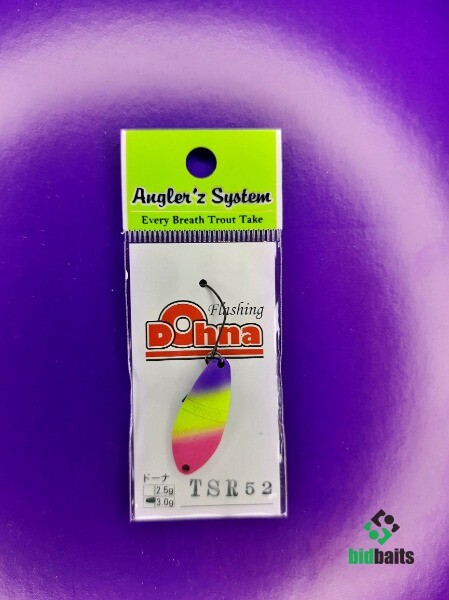 Angler'z System
Every Breath Trout Take
Flashing
Dohna
ドーナ
2.5g
3.0g
TSR52
bidbaits